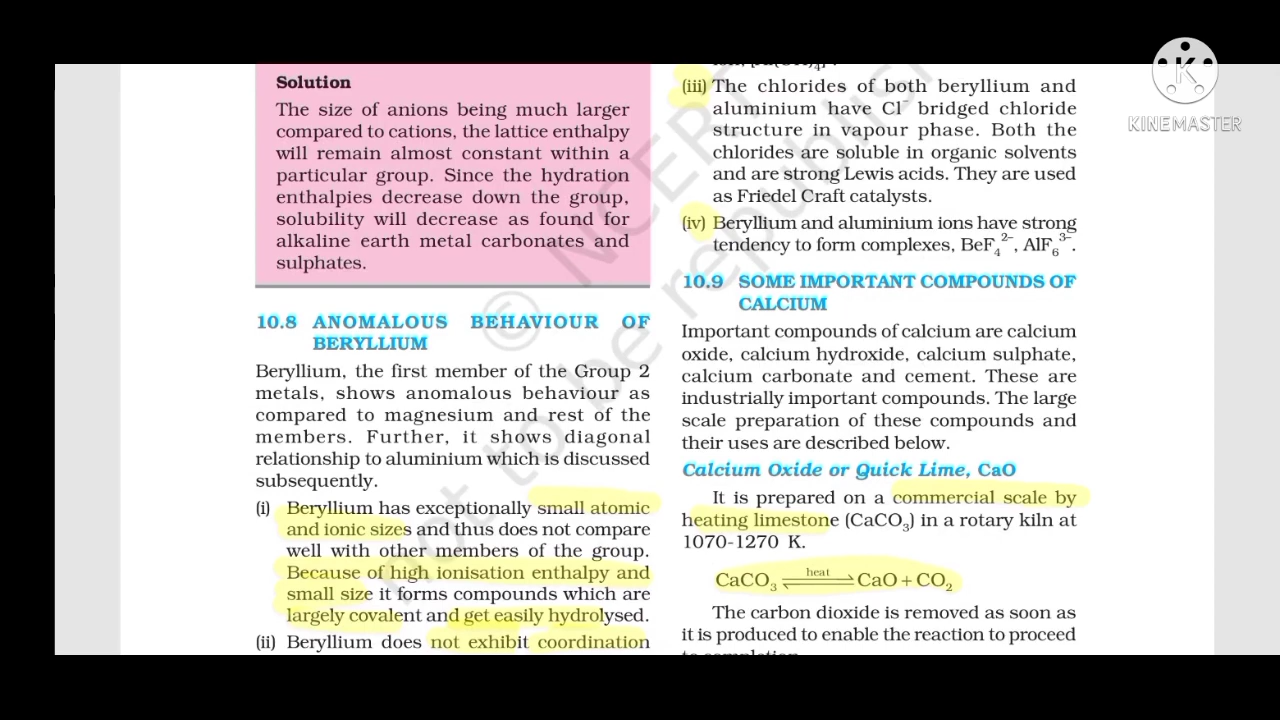 Solution
The size of anions being much larger
compared to cations, the lattice enthalpy
will remain almost constant within a
particular group. Since the hydration
enthalpies decrease down the group,
solubility will decrease as found for
alkaline earth metal carbonates and
sulphates.
10.8 ANOMALOUS BEHAVIOUR OF
BERYLLIUM
Beryllium, the first member of the Group 2
metals, shows anomalous behaviour as
compared to magnesium and rest of the
members. Further, it shows diagonal
relationship to aluminium which is discussed
subsequently.
(i) Beryllium has exceptionally small atomic
and ionic sizes and thus does not compare
well with other members of the group.
Because of high ionisation enthalpy and
small size it forms compounds which are
largely covalent and get easily hydrolysed.
(ii) Beryllium does not exhibit coordination
(iii) The chlorides of both beryllium and
aluminium have Cl⁻ bridged chloride
structure in vapour phase. Both the
chlorides are soluble in organic solvents
and are strong Lewis acids. They are used
as Friedel Craft catalysts.
(iv) Beryllium and aluminium ions have strong
tendency to form complexes, BeF₄²⁻, AlF₆³⁻.
10.9 SOME IMPORTANT COMPOUNDS OF
CALCIUM
Important compounds of calcium are calcium
oxide, calcium hydroxide, calcium sulphate,
calcium carbonate and cement. These are
industrially important compounds. The large
scale preparation of these compounds and
their uses are described below.
Calcium Oxide or Quick Lime, CaO
It is prepared on a commercial scale by
heating limestone (CaCO₃) in a rotary kiln at
1070-1270 K.
CaCO₃ heat ⇌ CaO + CO₂
The carbon dioxide is removed as soon as
it is produced to enable the reaction to proceed
to completion.
© NCERT
not to be republish
K
KINEMASTER